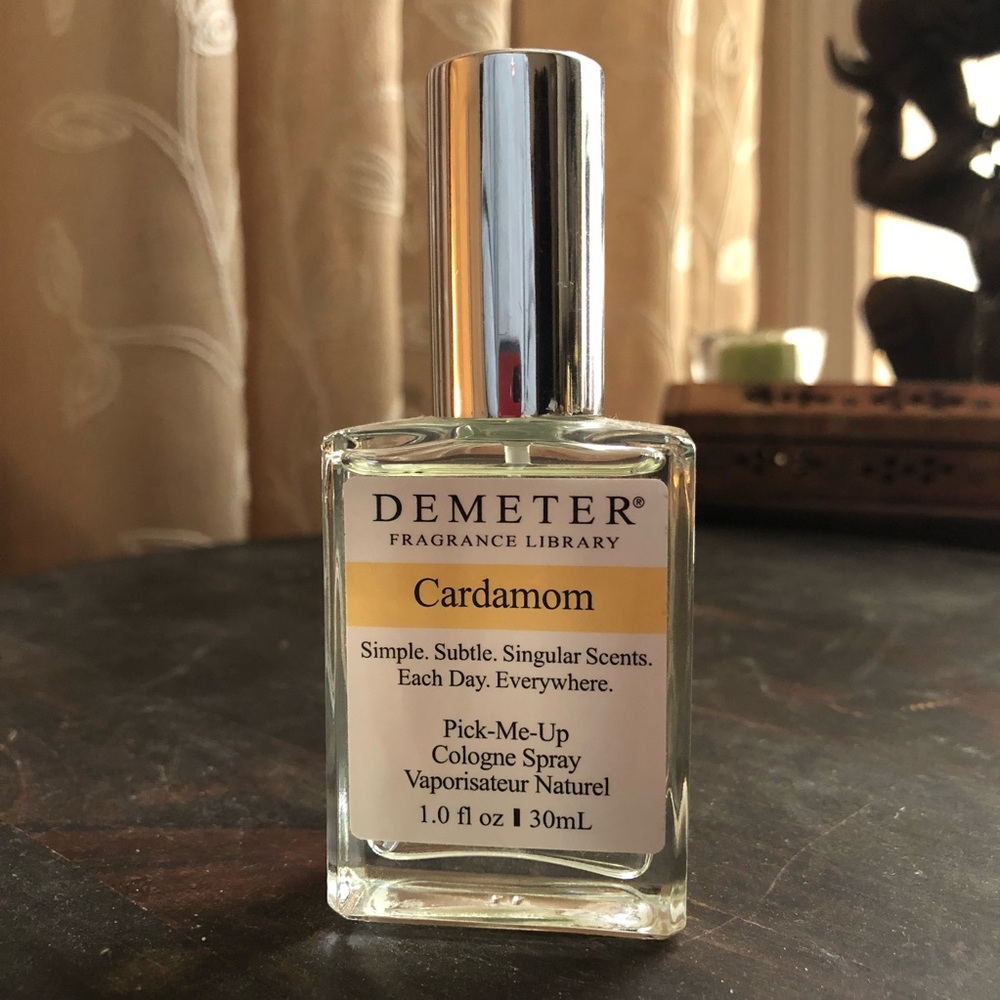 DEMETER®
FRAGRANCE LIBRARY
Cardamom
Simple. Subtle. Singular Scents.
Each Day. Everywhere.
Pick-Me-Up
Cologne Spray
Vaporisateur Naturel
1.0 fl oz | 30mL